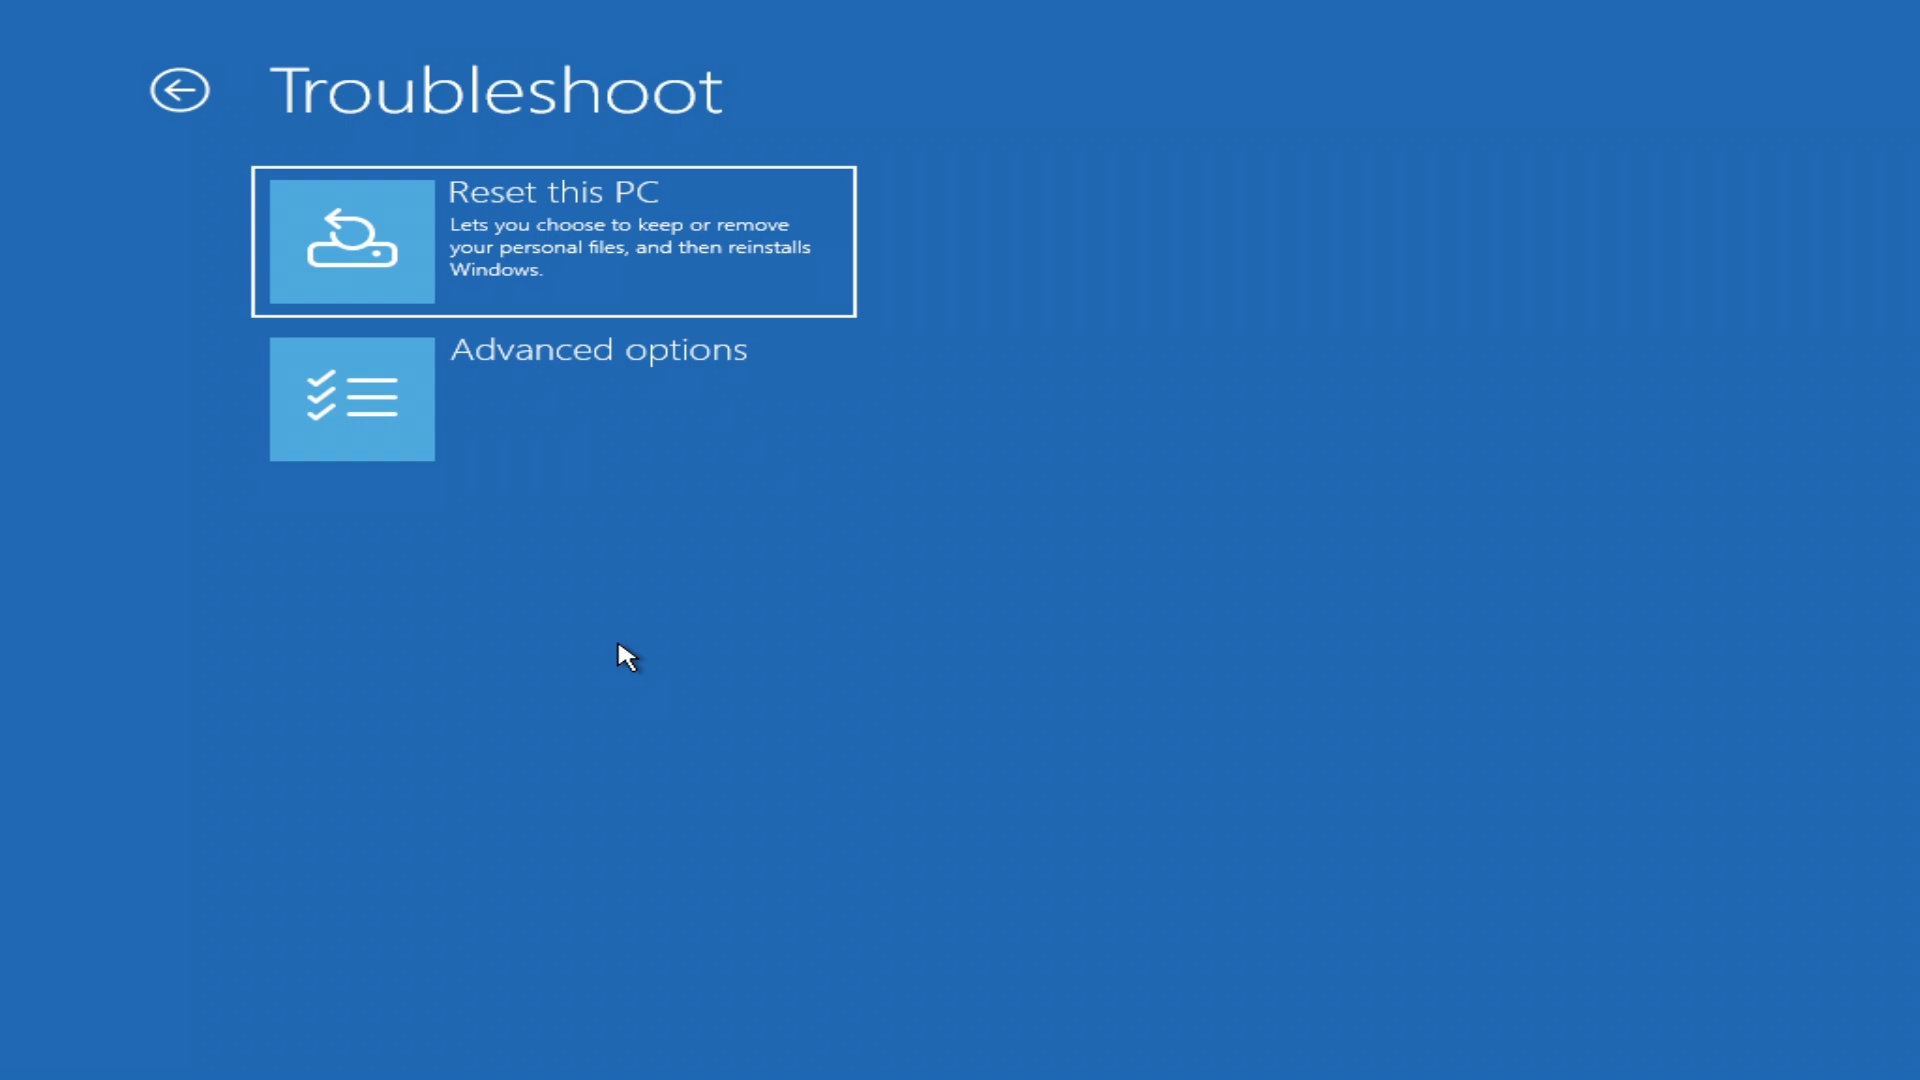 Troubleshoot
Reset this PC
Lets you choose to keep or remove
your personal files, and then reinstalls
Windows.
Advanced options